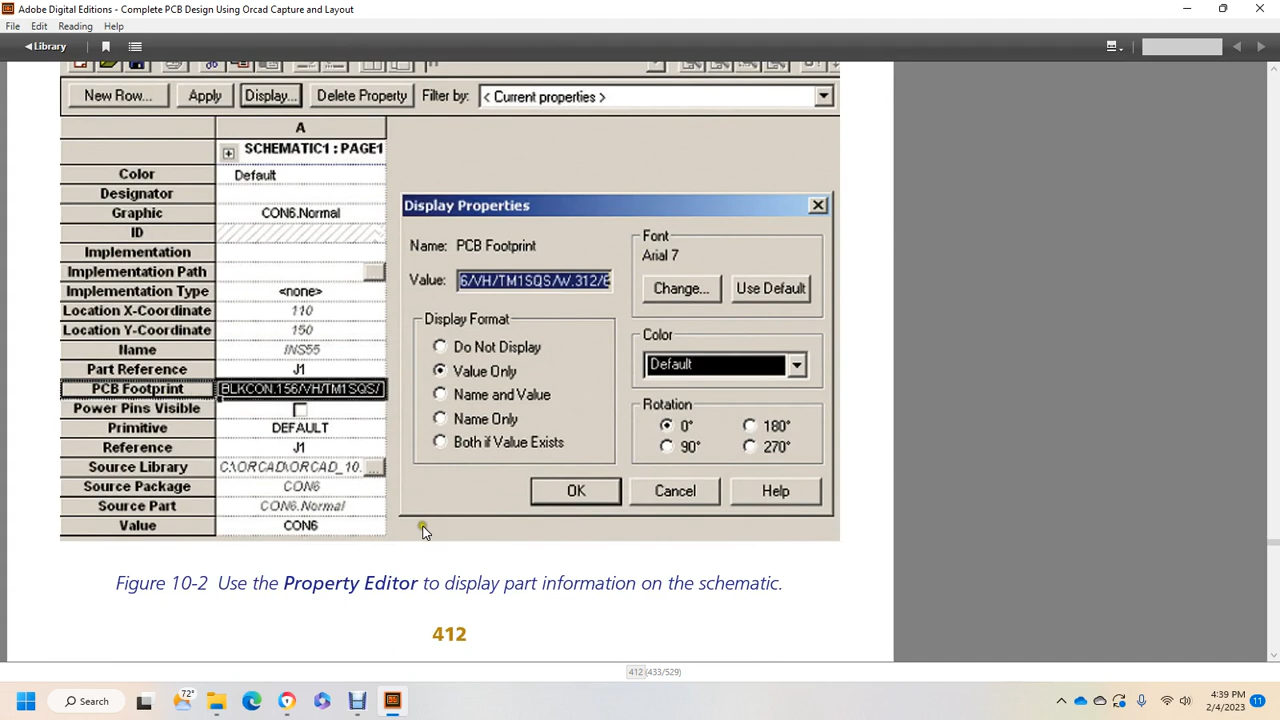 Adobe Digital Editions - Complete PCB Design Using Orcad Capture and Layout
File Edit Reading Help
Library
New Row... Apply Display... Delete Property Filter by: < Current properties >
A
SCHEMATIC1 : PAGE1
Color Default
Designator
Graphic CON6.Normal
ID
Implementation
Implementation Path
Implementation Type <none>
Location X-Coordinate 110
Location Y-Coordinate 150
Name INS55
Part Reference J1
PCB Footprint BLKCON.156/VH/TM1SQS/
Power Pins Visible
Primitive DEFAULT
Reference J1
Source Library C:\ORCAD\ORCAD_10. ...
Source Package CON6
Source Part CON6.Normal
Value CON6
Display Properties
Name: PCB Footprint
Value: 6/VH/TM1SQS/W.312/6
Display Format
Do Not Display
Value Only
Name and Value
Name Only
Both if Value Exists
Font
Arial 7
Change... Use Default
Color
Default
Rotation
0° 180°
90° 270°
OK Cancel Help
Figure 10-2 Use the Property Editor to display part information on the schematic.
412
412 (433/529)
72°
Search
4:39 PM
2/4/2023
11